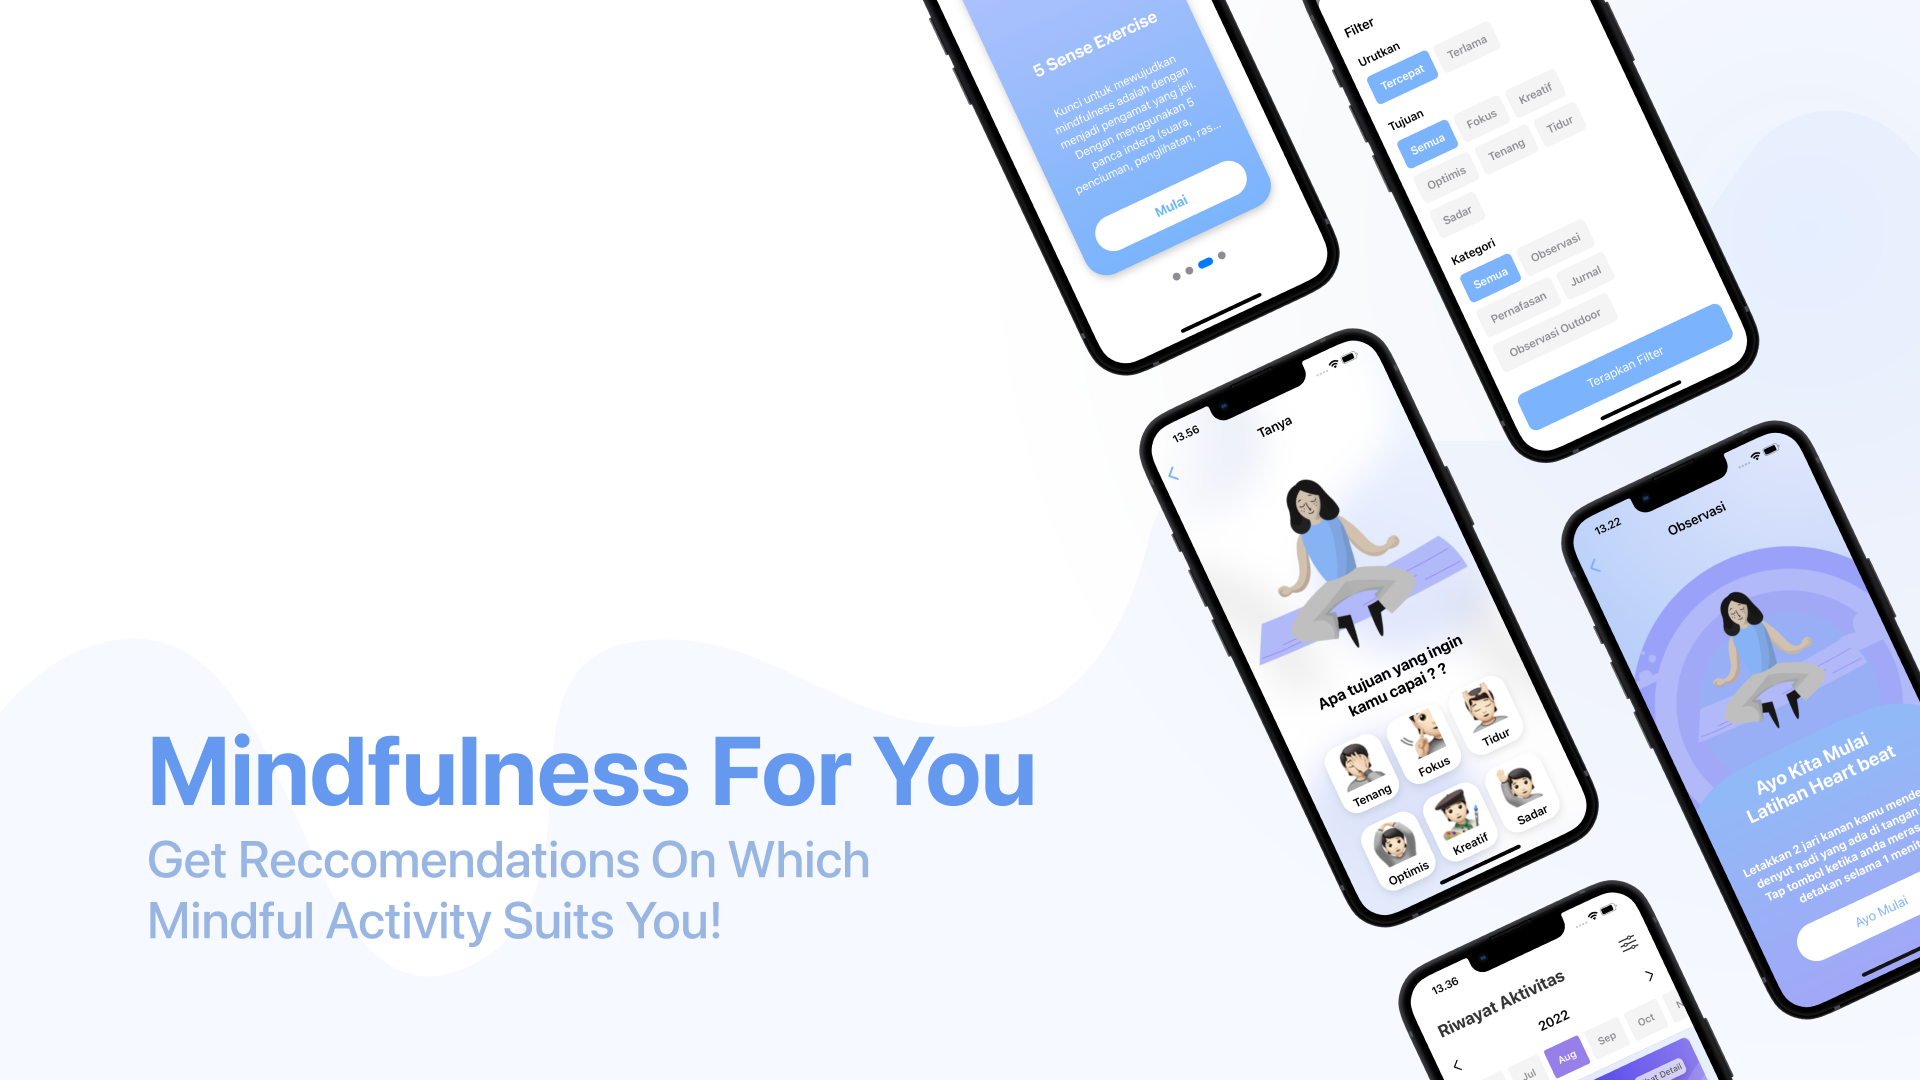 Mindfulness For You
Get Reccomendations On Which
Mindful Activity Suits You!
5 Sense Exercise
Kunci untuk mewujudkan
mindfulness adalah dengan
menjadi pengamat yang jeli.
Dengan menggunakan 5
panca indera (suara,
penciuman, penglihatan, ras...
Mulai
Filter
Urutkan
Tercepat Terlama
Tujuan
Semua Fokus Kreatif
Optimis Tenang Tidur
Sadar
Kategori
Semua Observasi
Pernafasan Jurnal
Observasi Outdoor
Terapkan Filter
13.56
Tanya
Apa tujuan yang ingin
kamu capai ? ?
Tenang Fokus Tidur
Optimis Kreatif Sadar
13.22
Observasi
Ayo Kita Mulai
Latihan Heart beat
Letakkan 2 jari kanan kamu
denyut nadi yang ada di tangan
Tap tombol ketika anda
detakan selama 1
Ayo Mulai
13.36
Riwayat Aktivitas
2022
Jul Aug Sep Oct
Detail